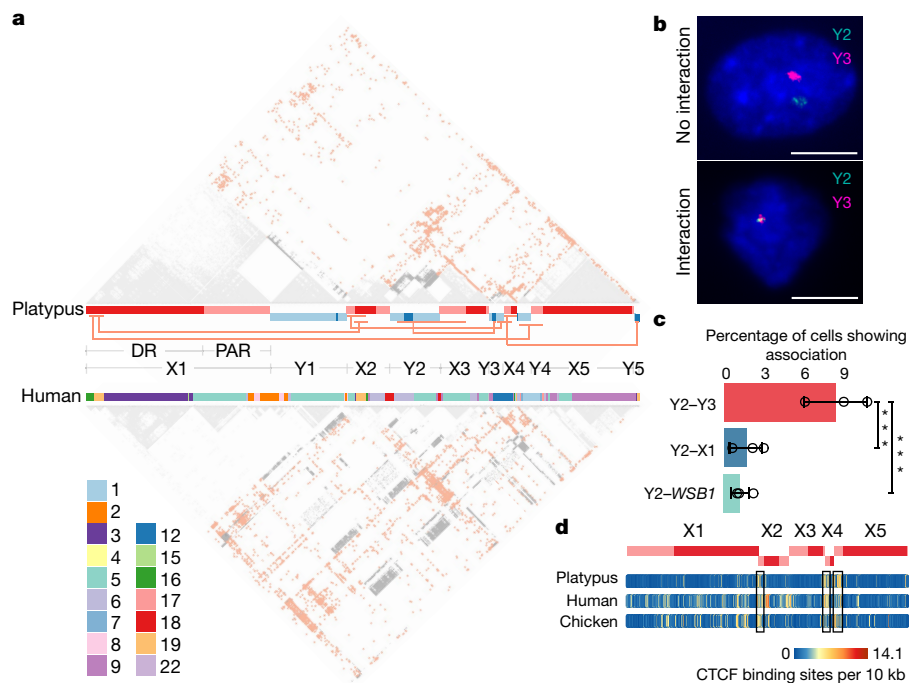 a
Platypus
DR PAR
X1 Y1 X2 Y2 X3 Y3 X4 Y4 X5 Y5
Human
1
2
3
4
5
6
7
8
9
12
15
16
17
18
19
22
b
No interaction
Y2
Y3
Interaction
Y2
Y3
c
Percentage of cells showing
association
0 3 6 9
Y2–Y3
Y2–X1
Y2–WSB1
* * *
* * *
d
X1 X2 X3 X4 X5
Platypus
Human
Chicken
0 14.1
CTCF binding sites per 10 kb